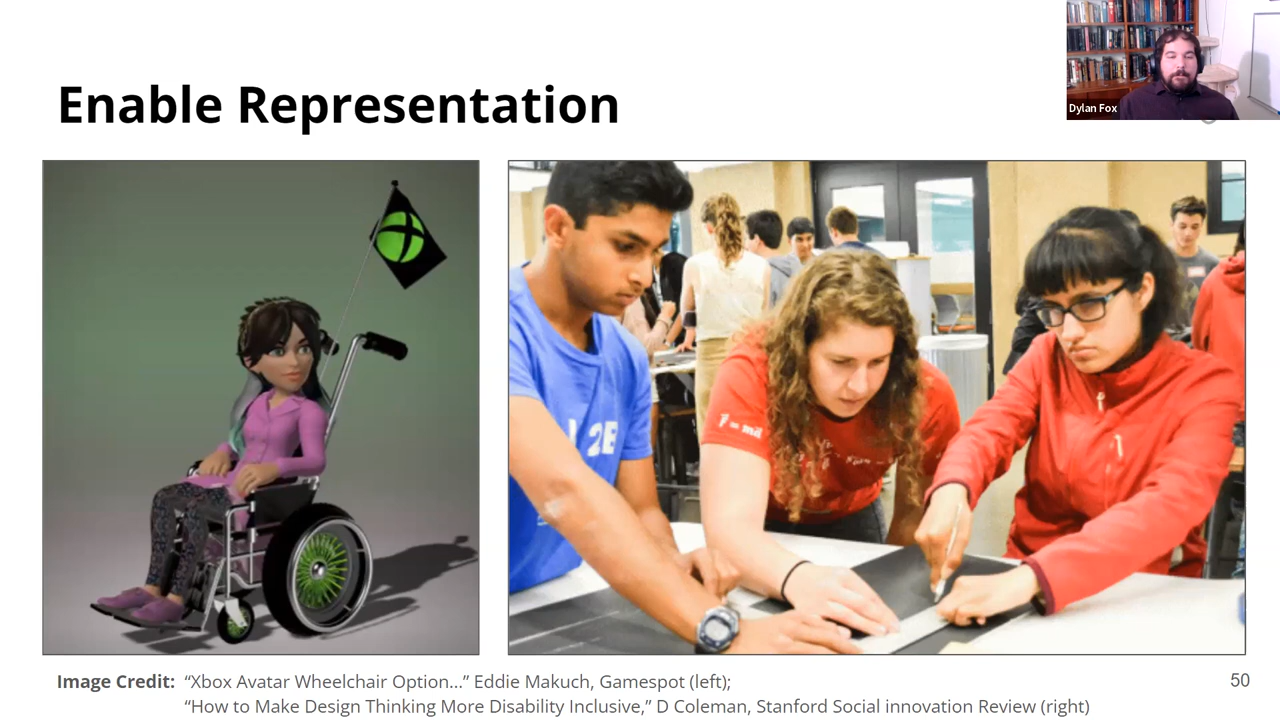 Enable Representation
Dylan Fox
2B
Image Credit: “Xbox Avatar Wheelchair Option...” Eddie Makuch, Gamespot (left);
“How to Make Design Thinking More Disability Inclusive,” D Coleman, Stanford Social innovation Review (right)
50